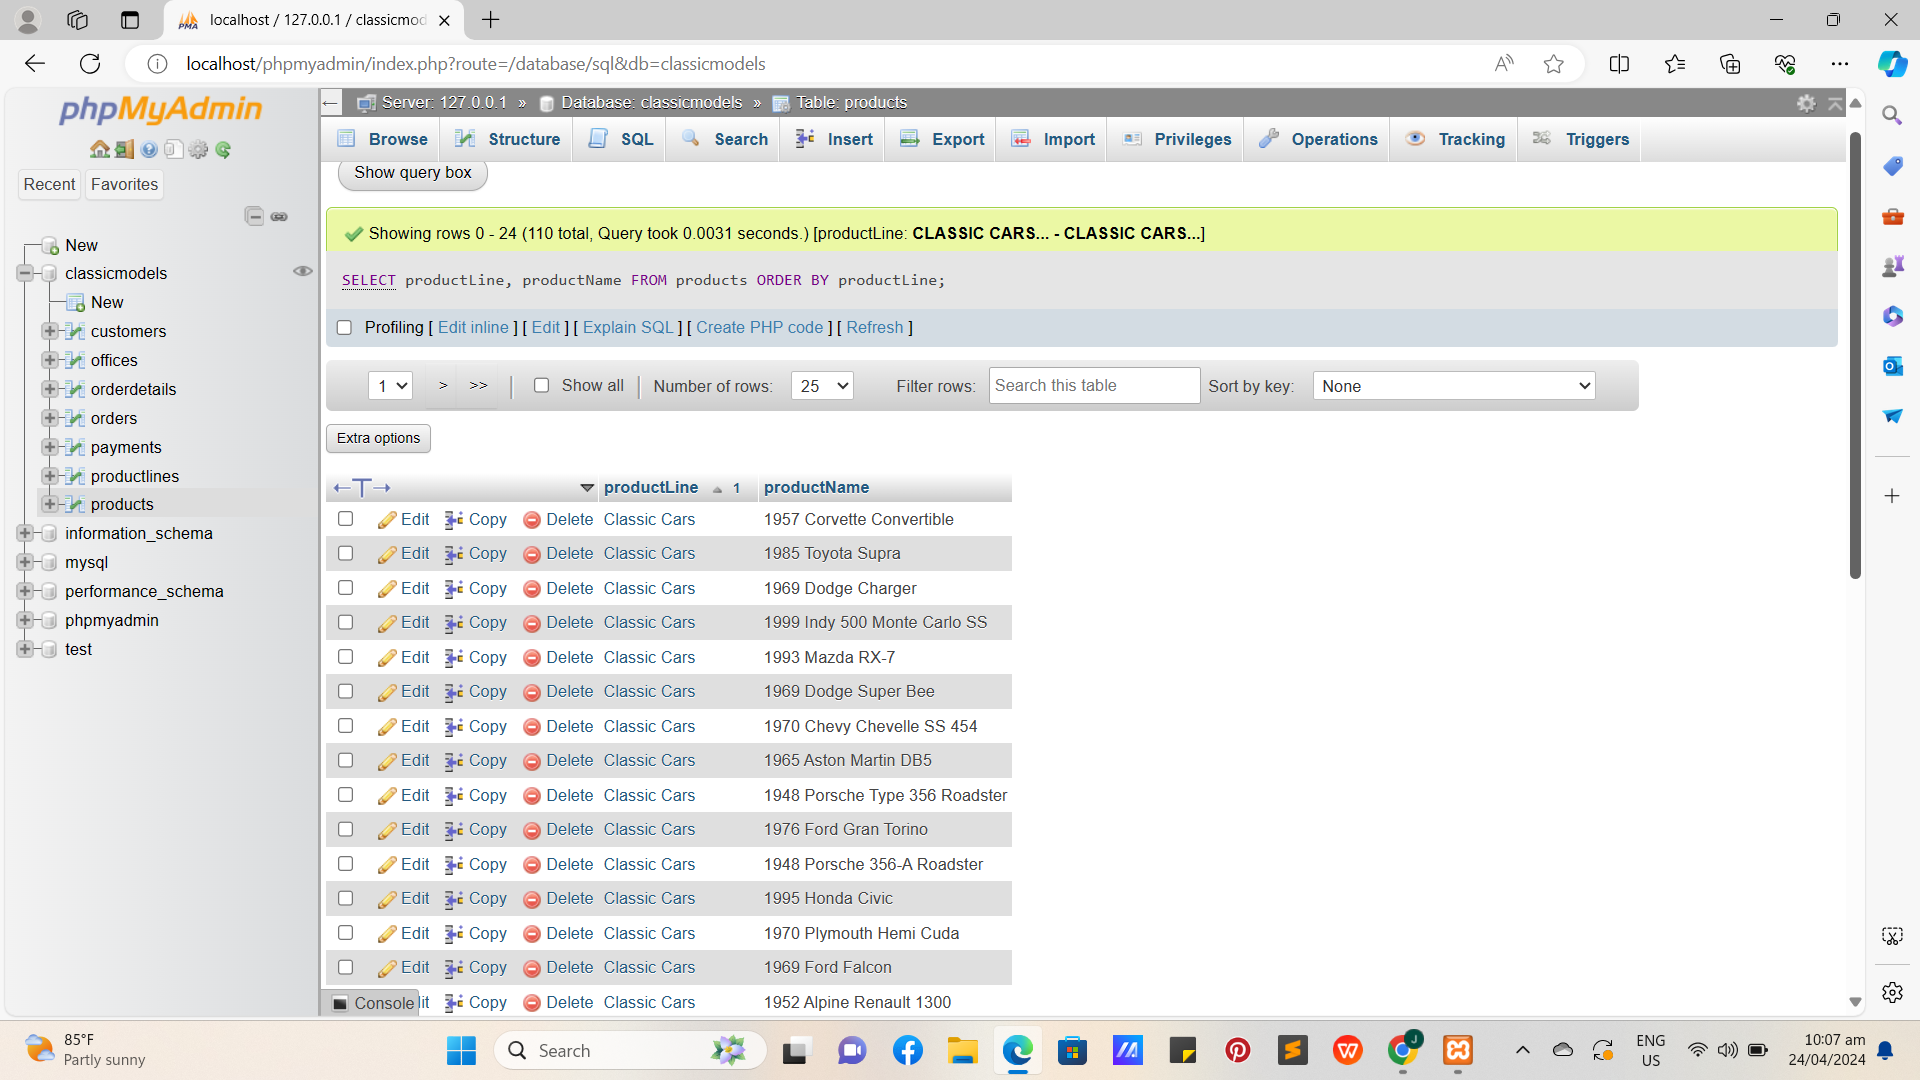 localhost / 127.0.0.1 / classicmod
localhost/phpmyadmin/index.php?route=/database/sql&db=classicmodels
phpMyAdmin
Recent
Favorites
New
classicmodels
New
customers
offices
orderdetails
orders
payments
productlines
products
information_schema
mysql
performance_schema
phpmyadmin
test
Server: 127.0.0.1 » Database: classicmodels » Table: products
Browse Structure SQL Search Insert Export Import Privileges Operations Tracking Triggers
Show query box
Showing rows 0 - 24 (110 total, Query took 0.0031 seconds.) [productLine: CLASSIC CARS... - CLASSIC CARS...]
SELECT productLine, productName FROM products ORDER BY productLine;
Profiling [ Edit inline ] [ Edit ] [ Explain SQL ] [ Create PHP code ] [ Refresh ]
1 > >> | Show all | Number of rows: 25 Filter rows: Search this table Sort by key: None
Extra options
←T→ productLine 1 productName
Edit Copy Delete Classic Cars 1957 Corvette Convertible
Edit Copy Delete Classic Cars 1985 Toyota Supra
Edit Copy Delete Classic Cars 1969 Dodge Charger
Edit Copy Delete Classic Cars 1999 Indy 500 Monte Carlo SS
Edit Copy Delete Classic Cars 1993 Mazda RX-7
Edit Copy Delete Classic Cars 1969 Dodge Super Bee
Edit Copy Delete Classic Cars 1970 Chevy Chevelle SS 454
Edit Copy Delete Classic Cars 1965 Aston Martin DB5
Edit Copy Delete Classic Cars 1948 Porsche Type 356 Roadster
Edit Copy Delete Classic Cars 1976 Ford Gran Torino
Edit Copy Delete Classic Cars 1948 Porsche 356-A Roadster
Edit Copy Delete Classic Cars 1995 Honda Civic
Edit Copy Delete Classic Cars 1970 Plymouth Hemi Cuda
Edit Copy Delete Classic Cars 1969 Ford Falcon
Console lit Copy Delete Classic Cars 1952 Alpine Renault 1300
85°F
Partly sunny
Search
ENG
US
10:07 am
24/04/2024